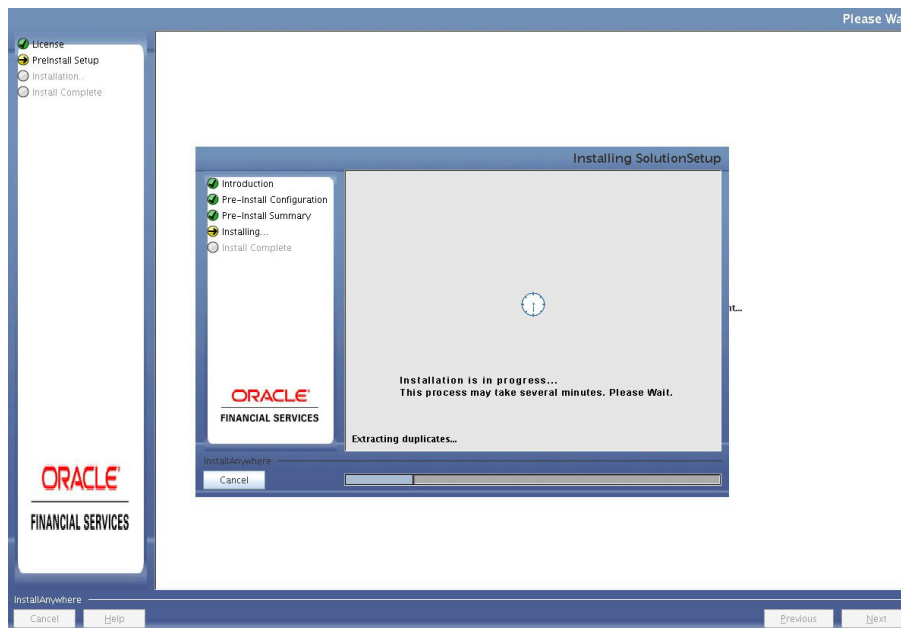 Please Wa
License
PreInstall Setup
Installation...
Install Complete
Installing SolutionSetup
Introduction
Pre-Install Configuration
Pre-Install Summary
Installing...
Install Complete
nt...
Installation is in progress...
This process may take several minutes. Please Wait.
ORACLE
FINANCIAL SERVICES
Extracting duplicates...
InstallAnywhere
Cancel
ORACLE
FINANCIAL SERVICES
InstallAnywhere
Cancel
Help
Previous
Next